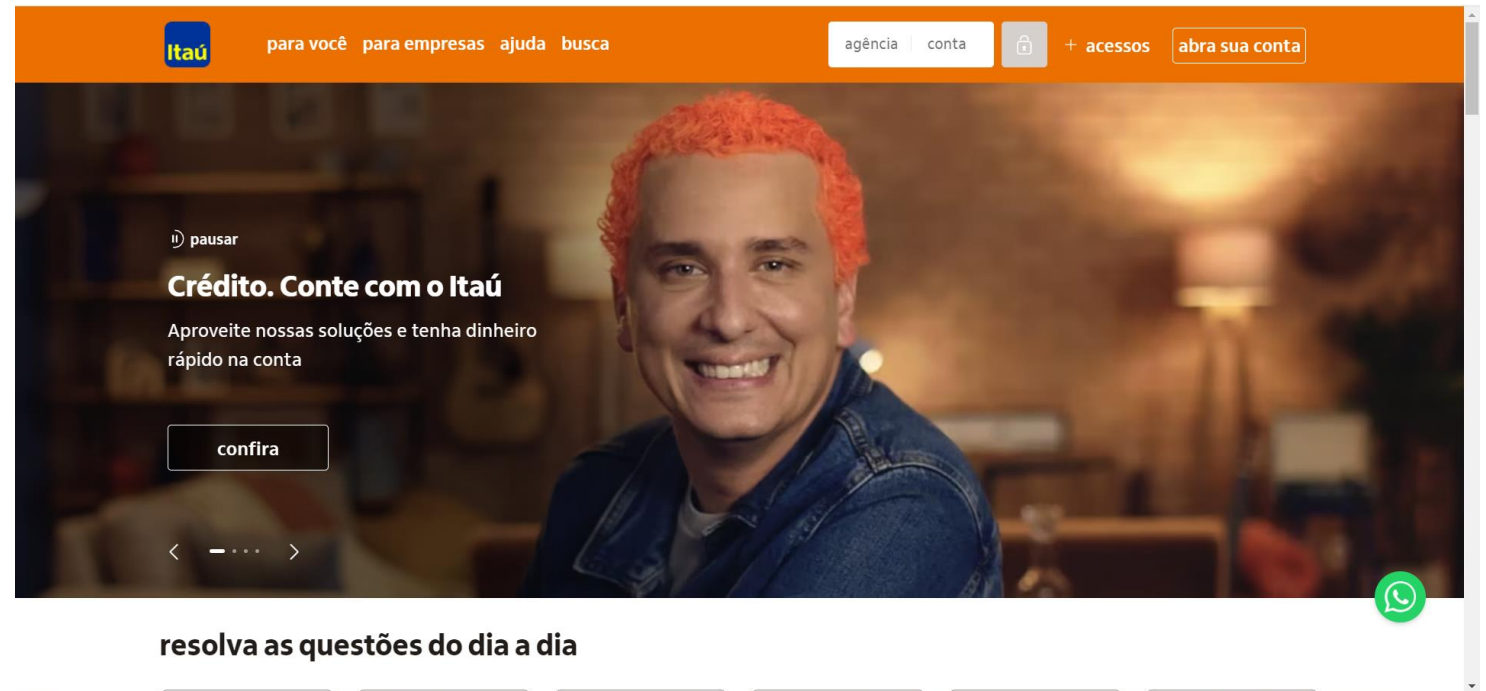 Itaú
para você para empresas ajuda busca
agência conta
+ acessos
abra sua conta
pausar
Crédito. Conte com o Itaú
Aproveite nossas soluções e tenha dinheiro
rápido na conta
confira
resolva as questões do dia a dia